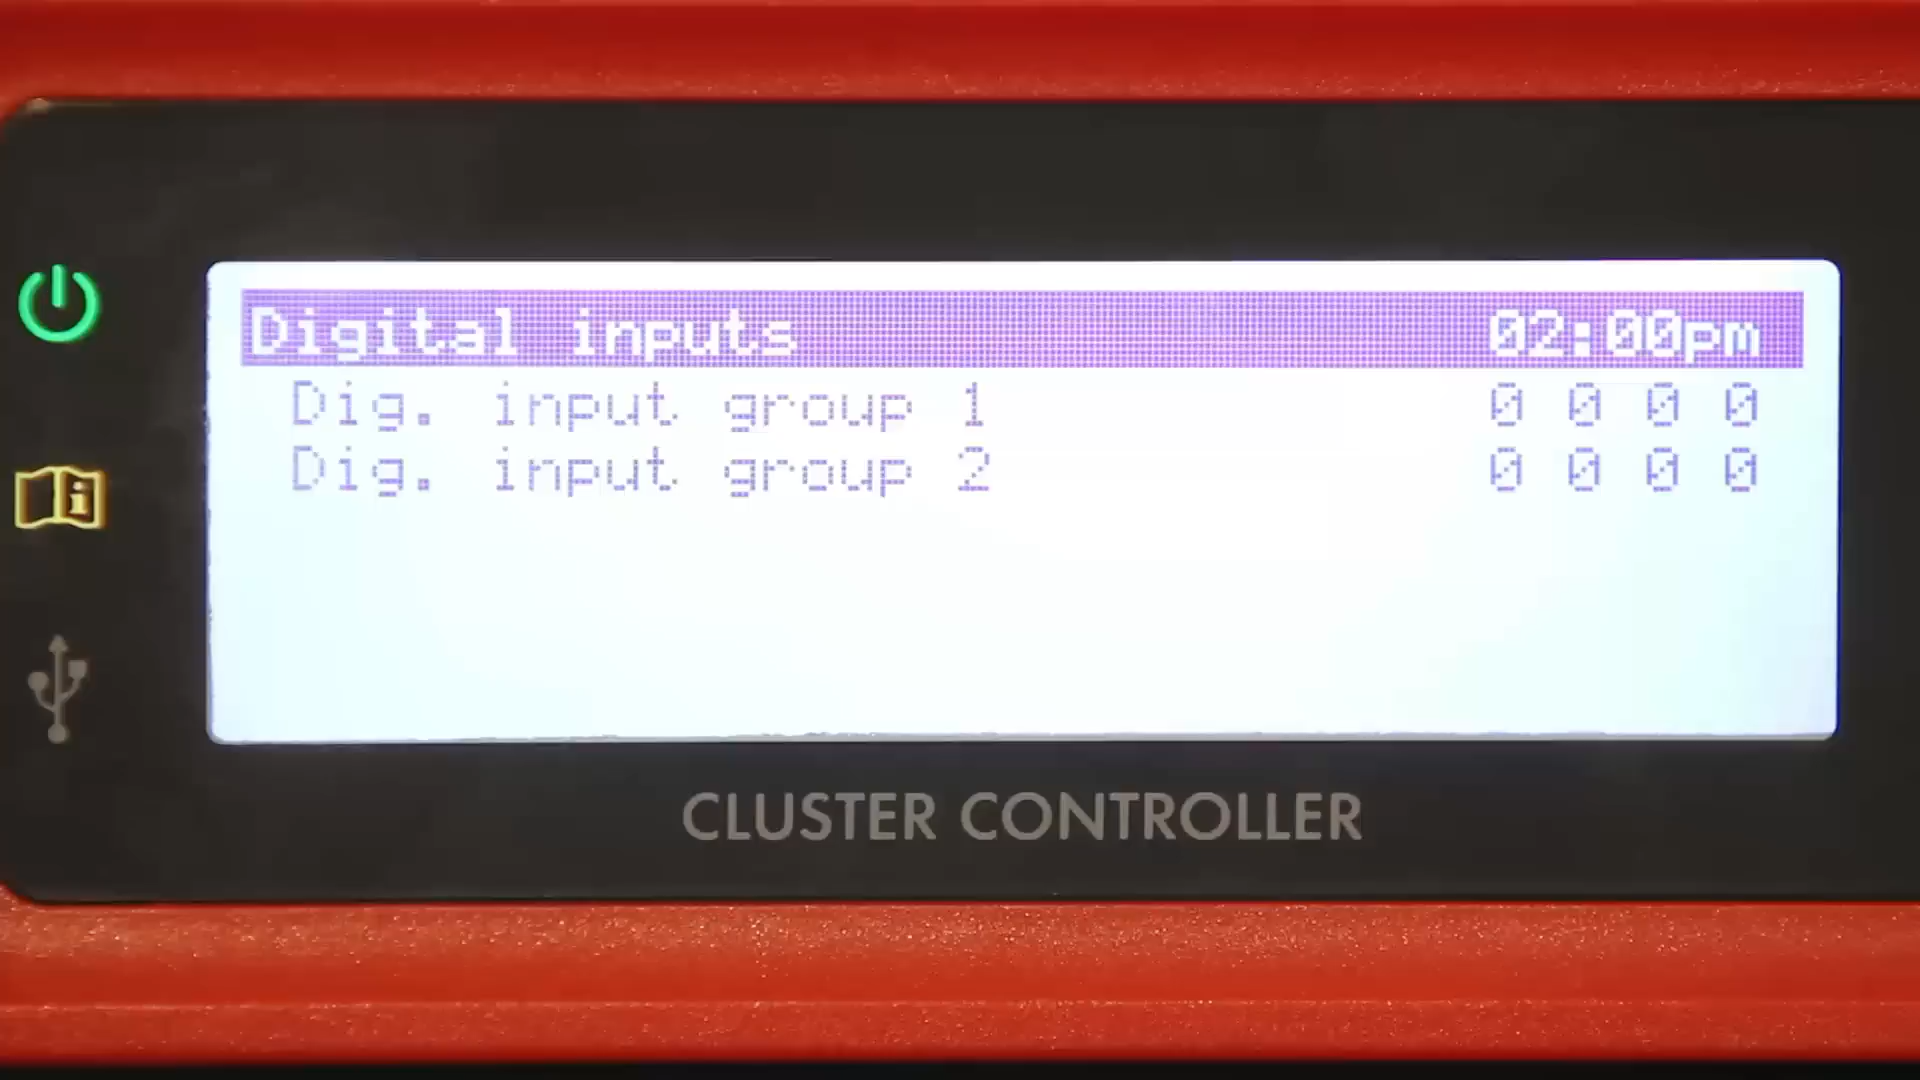 Digital inputs 02:00pm
Dig. input group 1 0 0 0 0
Dig. input group 2 0 0 0 0
CLUSTER CONTROLLER